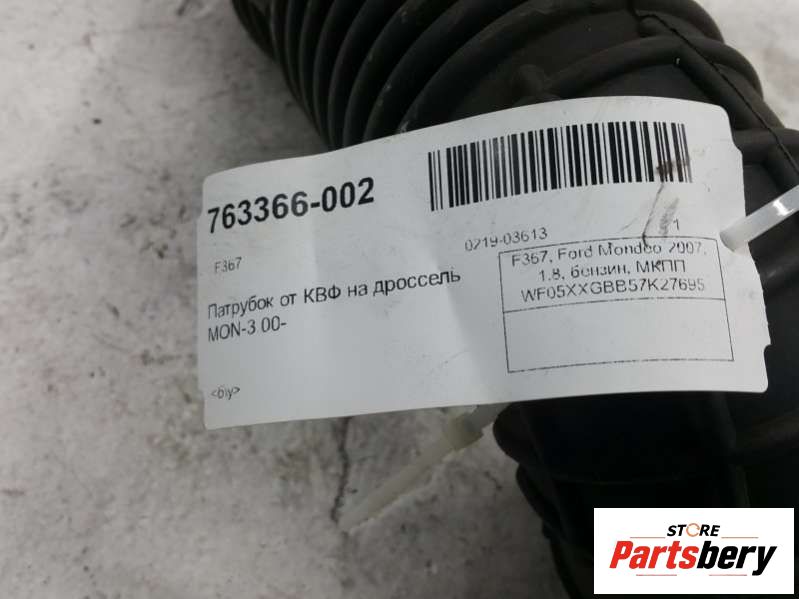 763366-002
0219-03613
1
F367
F367, Ford Mondeo 2007,
1.8, бензин, МКПП
WF05XXGBB57K27695
Патрубок от КВФ на дроссель
MON-3 00-
<б\у>
STORE
Partsbery